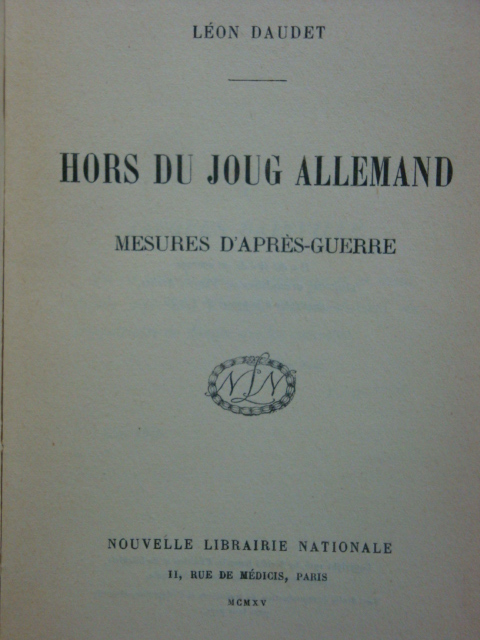 LÉON DAUDET
HORS DU JOUG ALLEMAND
MESURES D'APRÈS-GUERRE
NLN
NOUVELLE LIBRAIRIE NATIONALE
11, RUE DE MÉDICIS, PARIS
MCMXV